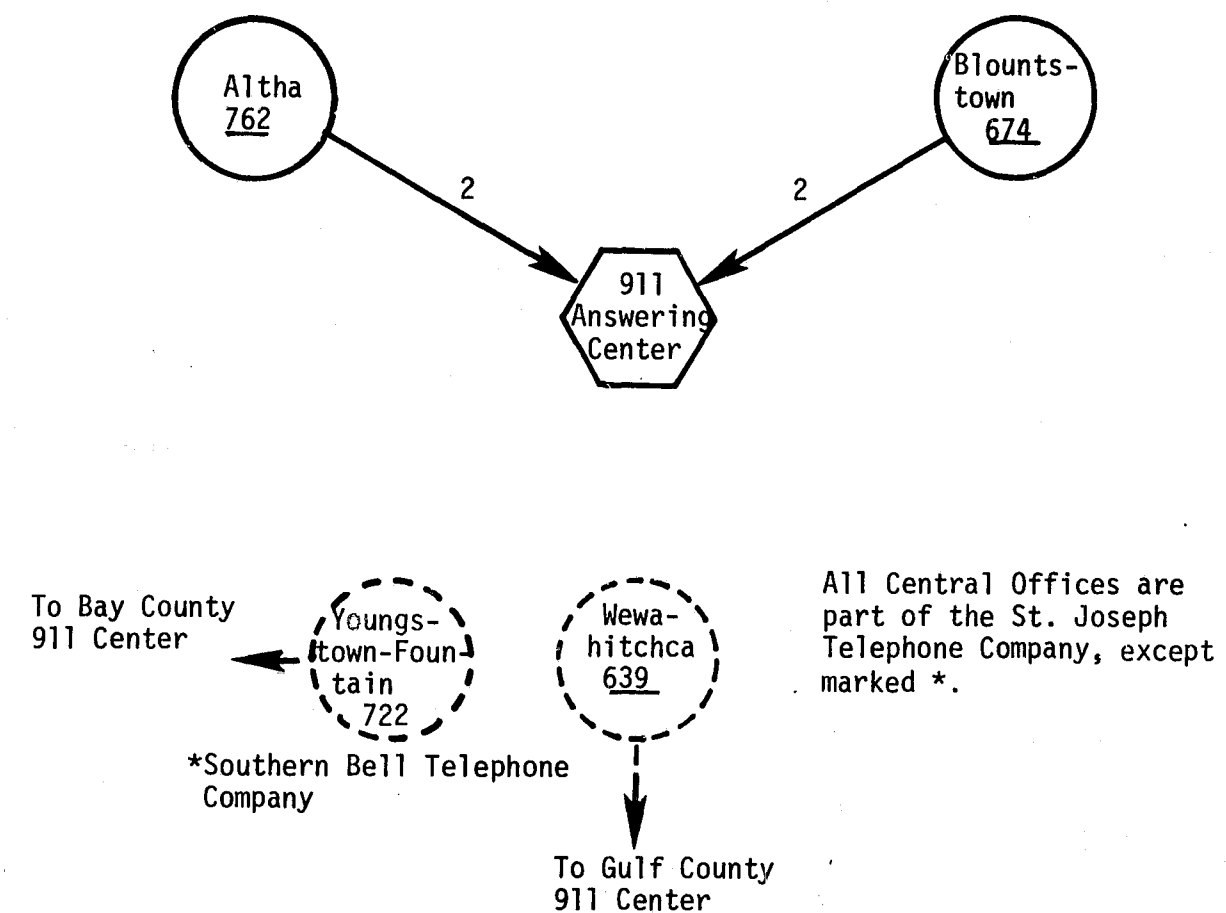 Altha
762
Blounts-
town
674
2
2
911
Answering
Center
To Bay County
911 Center
Youngs-
town-Foun-
tain
722
*Southern Bell Telephone
Company
Wewa-
hitchca
639
To Gulf County
911 Center
All Central Offices are
part of the St. Joseph
Telephone Company, except
marked *.